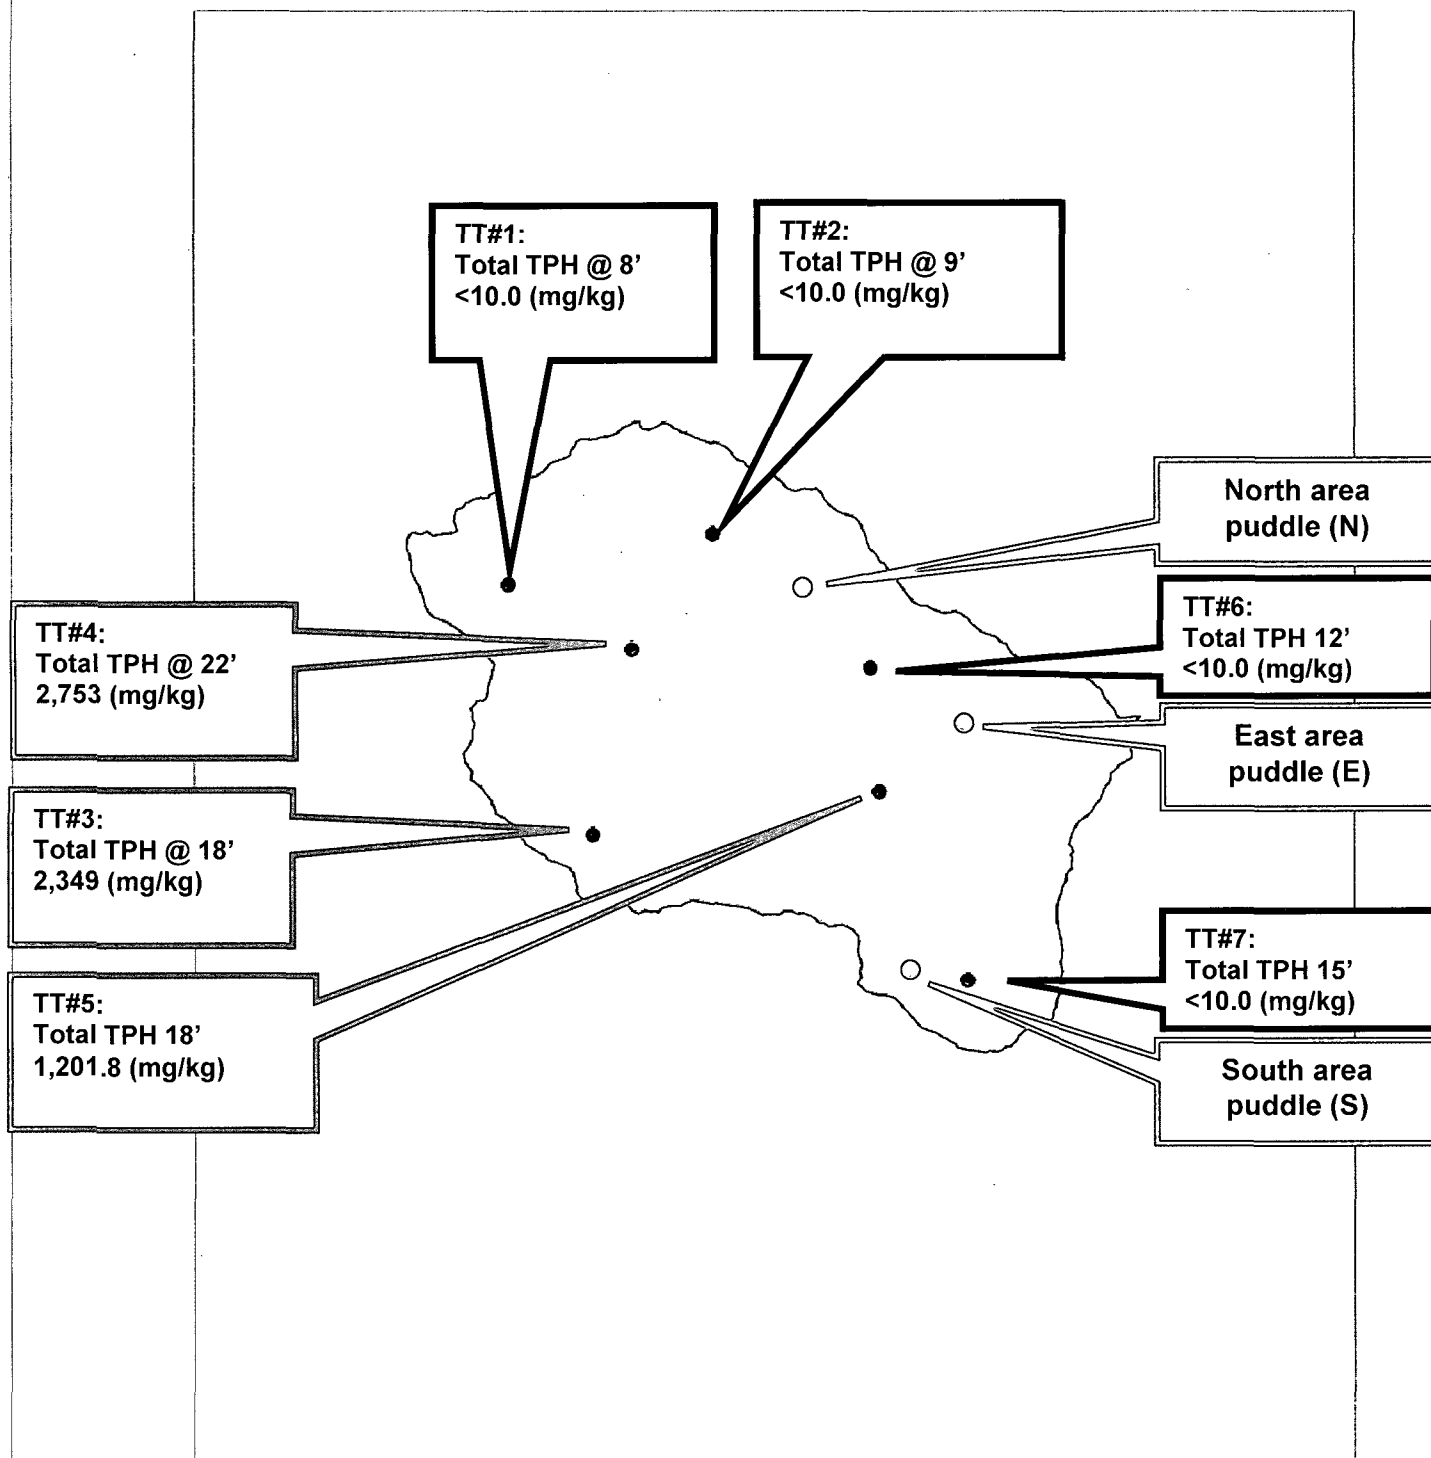 TT#1:
Total TPH @ 8’
<10.0 (mg/kg)
TT#2:
Total TPH @ 9’
<10.0 (mg/kg)
North area
puddle (N)
TT#6:
Total TPH 12’
<10.0 (mg/kg)
TT#4:
Total TPH @ 22’
2,753 (mg/kg)
East area
puddle (E)
TT#3:
Total TPH @ 18’
2,349 (mg/kg)
TT#7:
Total TPH 15’
<10.0 (mg/kg)
TT#5:
Total TPH 18’
1,201.8 (mg/kg)
South area
puddle (S)